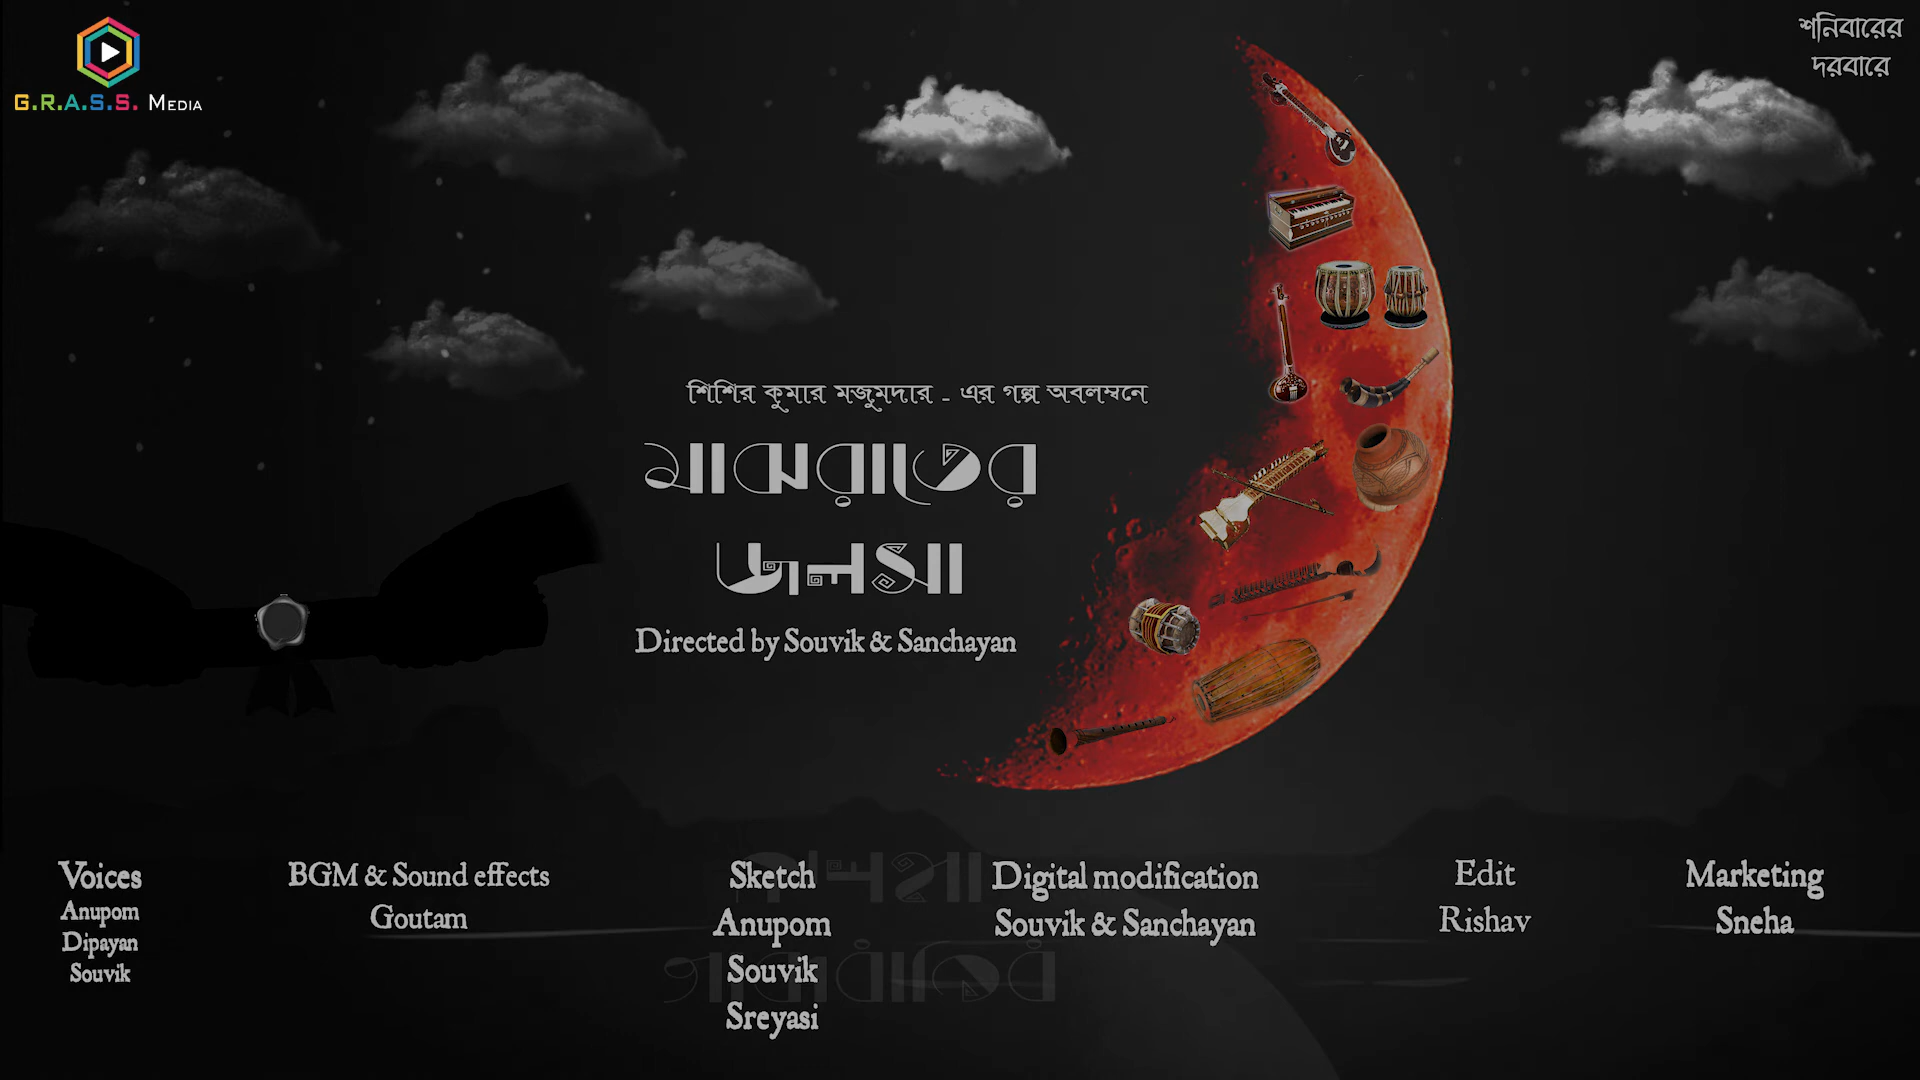 G.R.A.S.S. MEDIA
শনিবারের
দরবারে
শিশির কুমার মজুমদার - এর গল্প অবলম্বনে
মাঝরাতের
জলসা
Directed by Souvik & Sanchayan
Voices
Anupom
Dipayan
Souvik
BGM & Sound effects
Goutam
Sketch
Anupom
Souvik
Sreyasi
Digital modification
Souvik & Sanchayan
Edit
Rishav
Marketing
Sneha